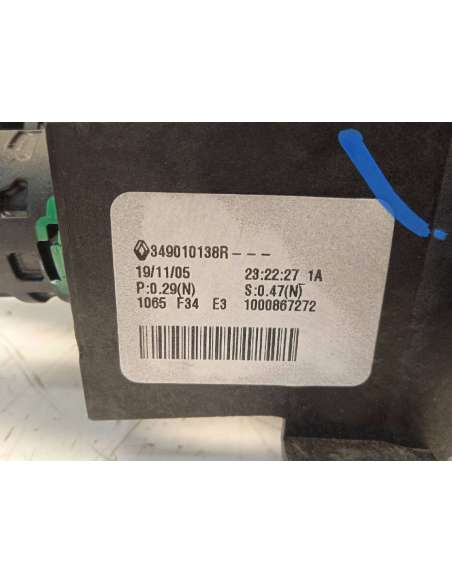 349010138R---
19/11/05 23:22:27 1A
P:0.29(N) S:0.47(N)
1065 F34 E3 1000867272